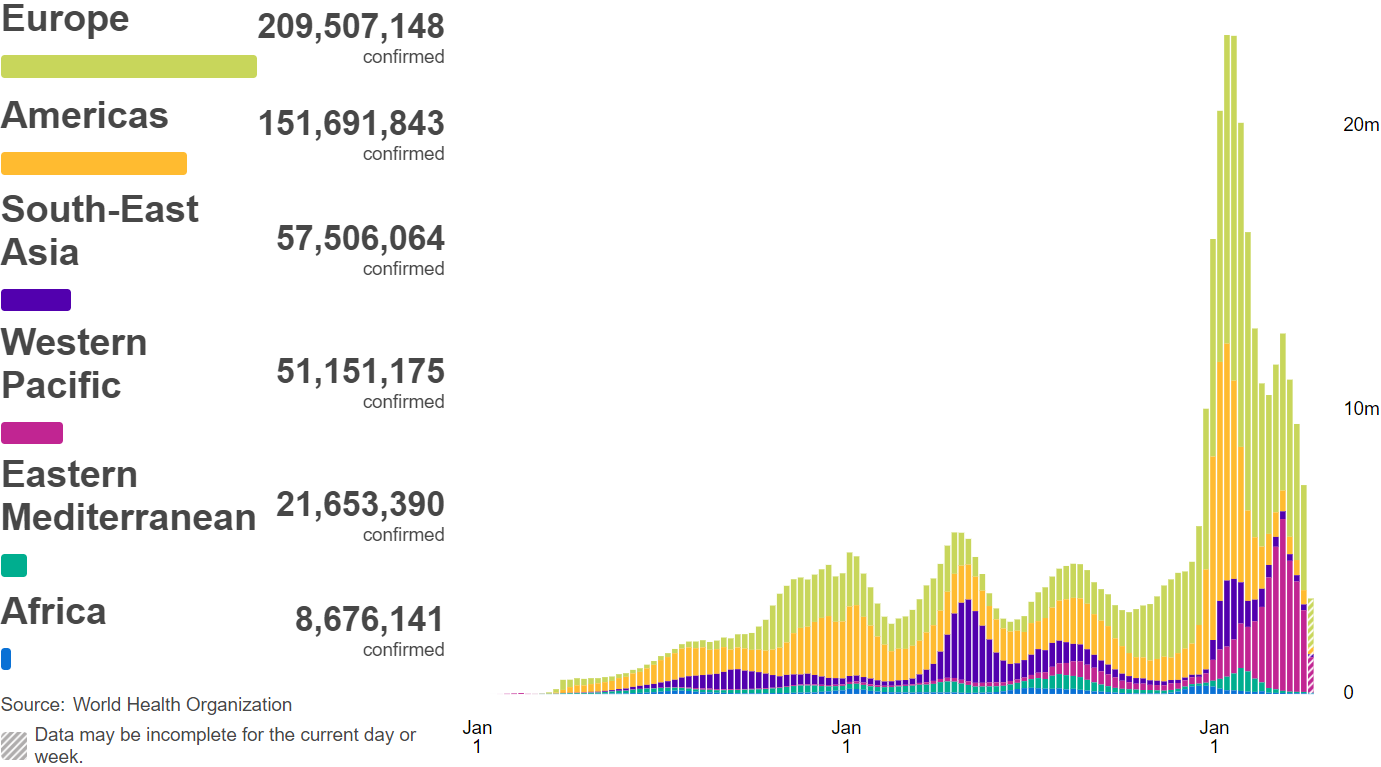 Europe
209,507,148
confirmed
Americas
151,691,843
confirmed
South-East
Asia
57,506,064
confirmed
Western
Pacific
51,151,175
confirmed
Eastern
Mediterranean
21,653,390
confirmed
Africa
8,676,141
confirmed
Source: World Health Organization
Data may be incomplete for the current day or
week.
20m
10m
0
Jan
1
Jan
1
Jan
1